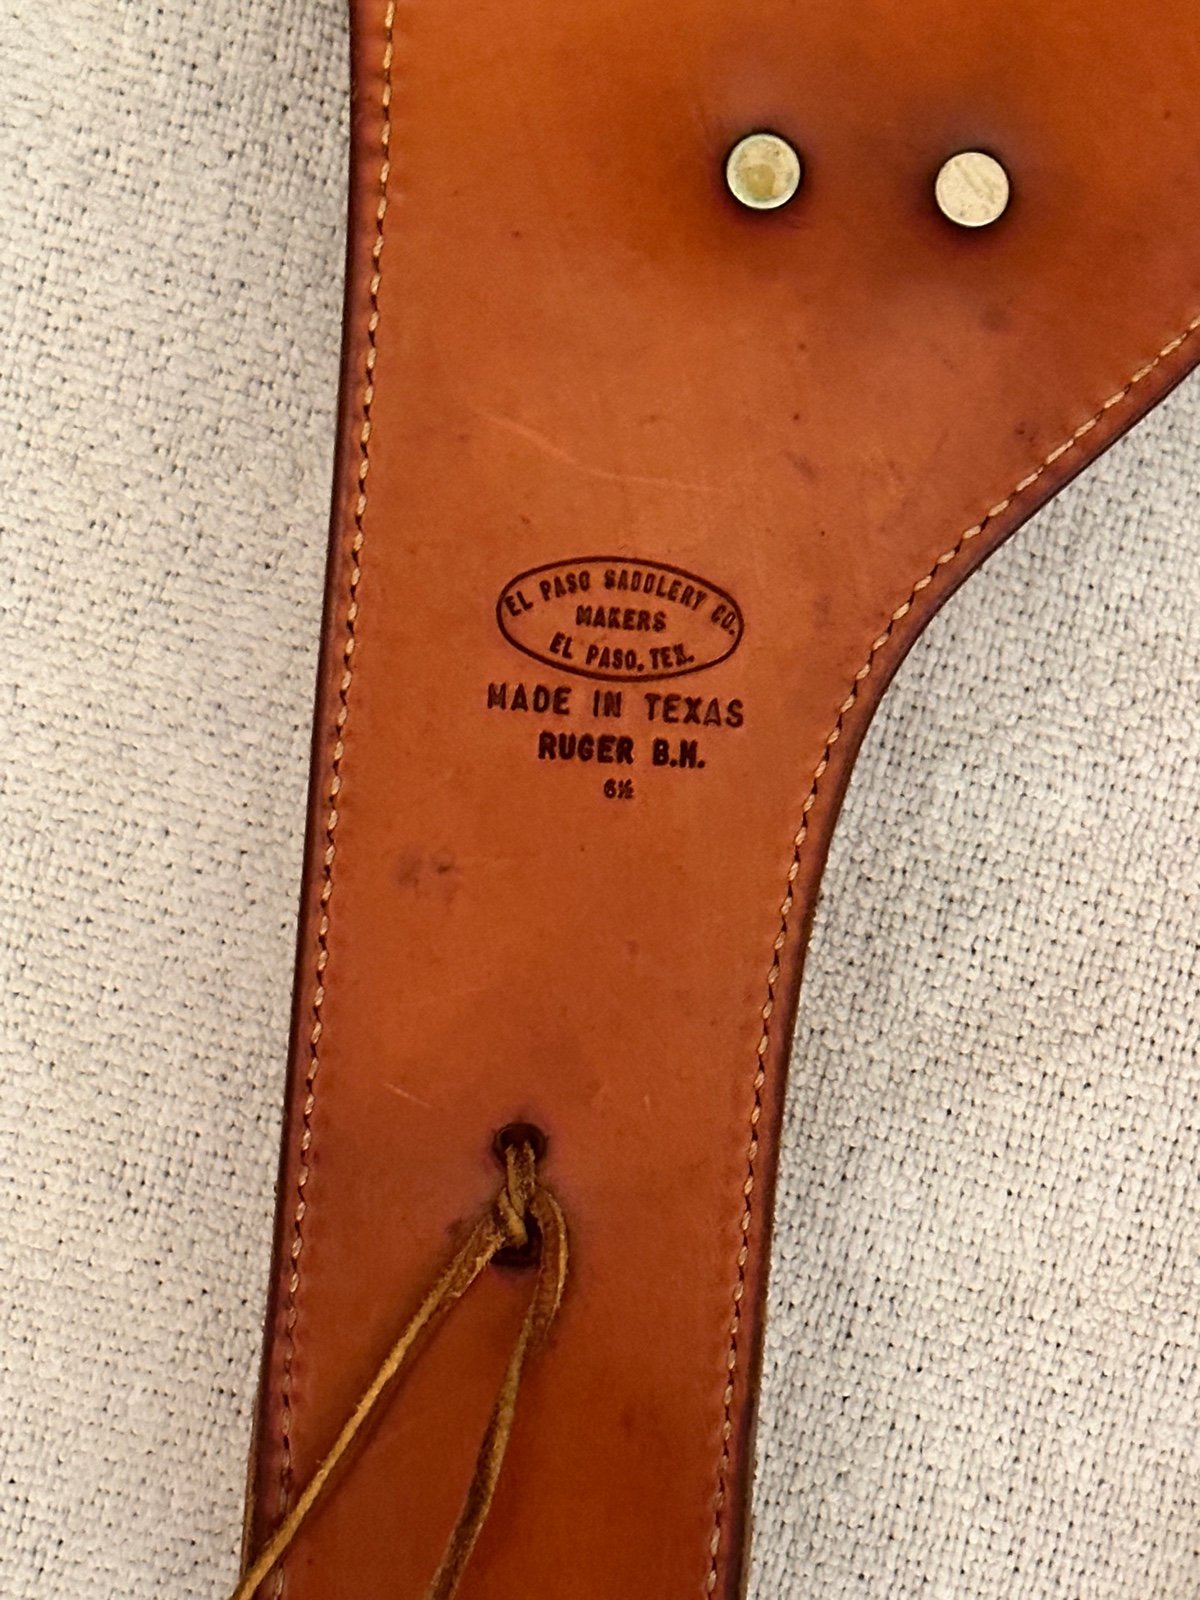 EL PASO SADDLERY CO.
MAKERS
EL PASO, TEX.
MADE IN TEXAS
RUGER B.H.
6½